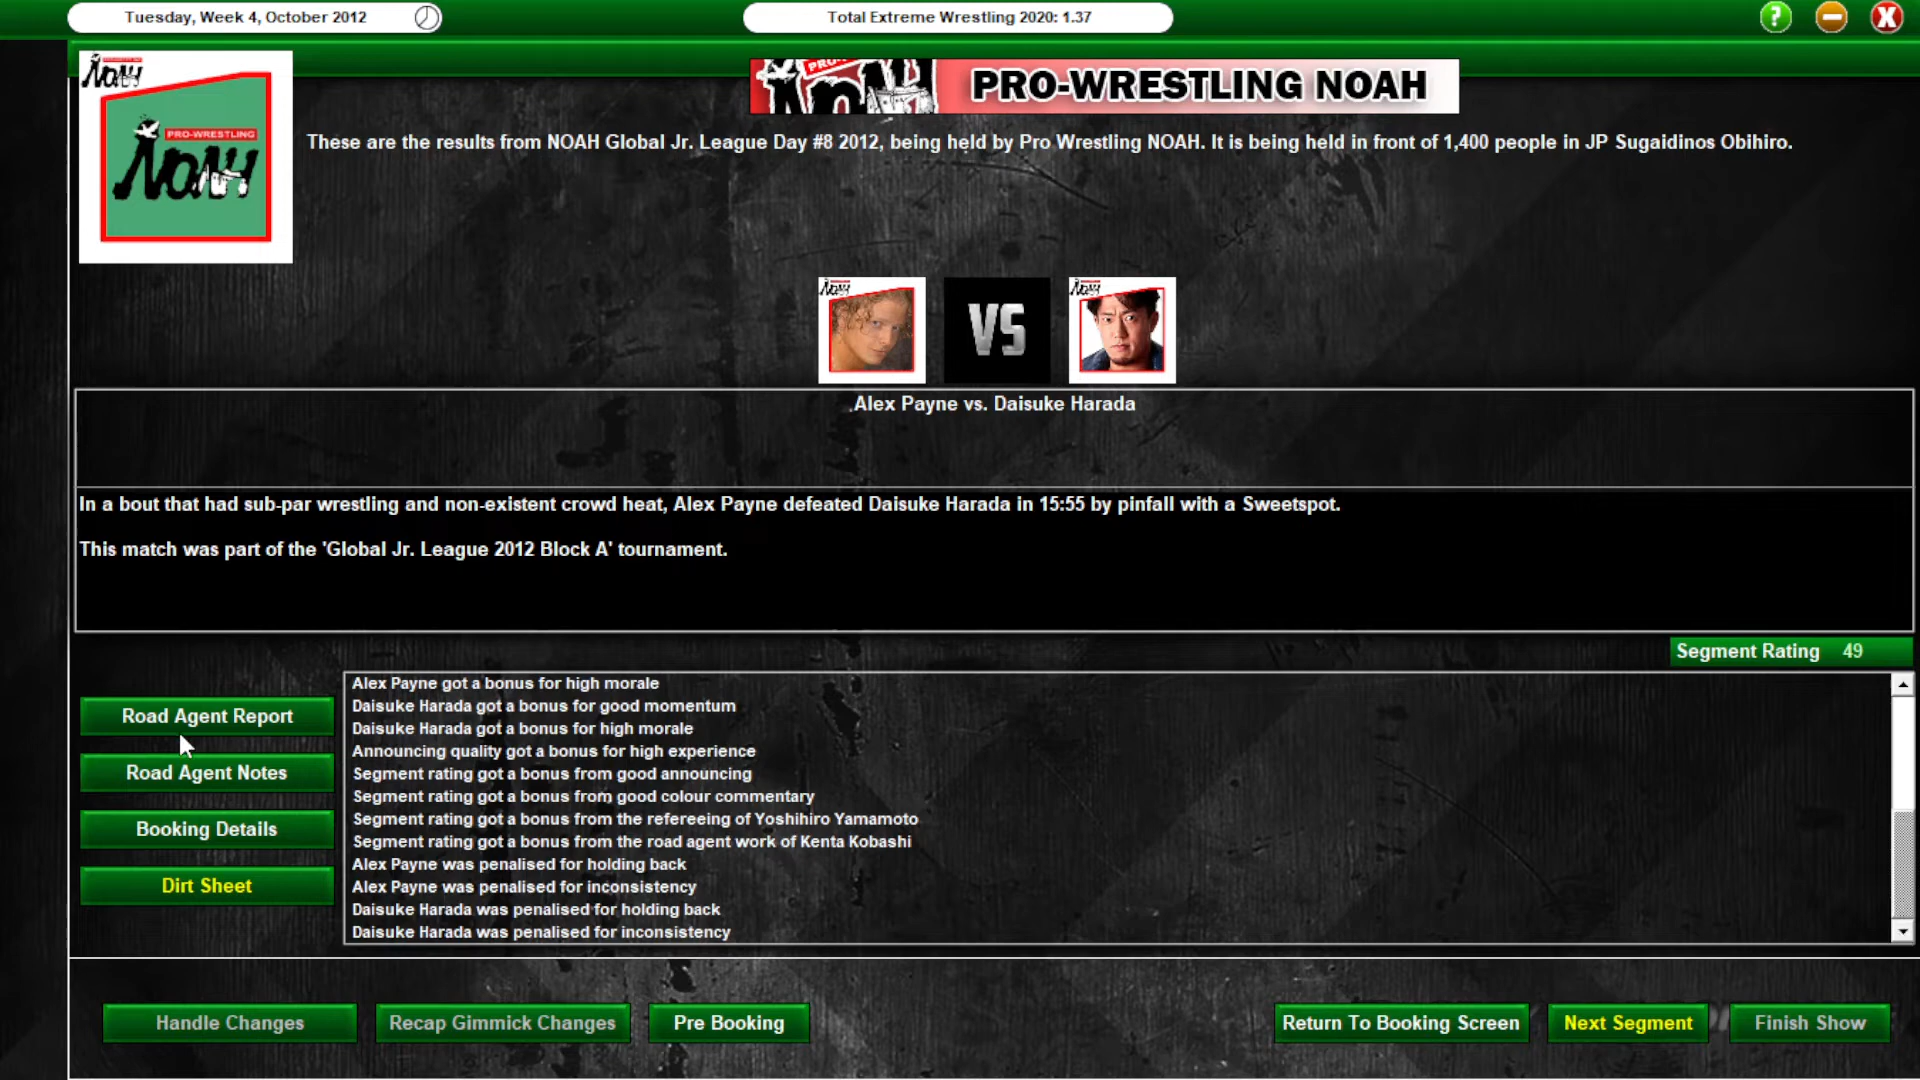 Tuesday, Week 4, October 2012
Total Extreme Wrestling 2020: 1.37
NOAH
PRO-WRESTLING
NOAH
PRO-WRESTLING NOAH
These are the results from NOAH Global Jr. League Day #8 2012, being held by Pro Wrestling NOAH. It is being held in front of 1,400 people in JP Sugaidinos Obihiro.
NOAH
VS
NOAH
Alex Payne vs. Daisuke Harada
In a bout that had sub-par wrestling and non-existent crowd heat, Alex Payne defeated Daisuke Harada in 15:55 by pinfall with a Sweetspot.
This match was part of the 'Global Jr. League 2012 Block A' tournament.
Segment Rating 49
Road Agent Report
Road Agent Notes
Booking Details
Dirt Sheet
Alex Payne got a bonus for high morale
Daisuke Harada got a bonus for good momentum
Daisuke Harada got a bonus for high morale
Announcing quality got a bonus for high experience
Segment rating got a bonus from good announcing
Segment rating got a bonus from good colour commentary
Segment rating got a bonus from the refereeing of Yoshihiro Yamamoto
Segment rating got a bonus from the road agent work of Kenta Kobashi
Alex Payne was penalised for holding back
Alex Payne was penalised for inconsistency
Daisuke Harada was penalised for holding back
Daisuke Harada was penalised for inconsistency
Handle Changes
Recap Gimmick Changes
Pre Booking
Return To Booking Screen
Next Segment
Finish Show